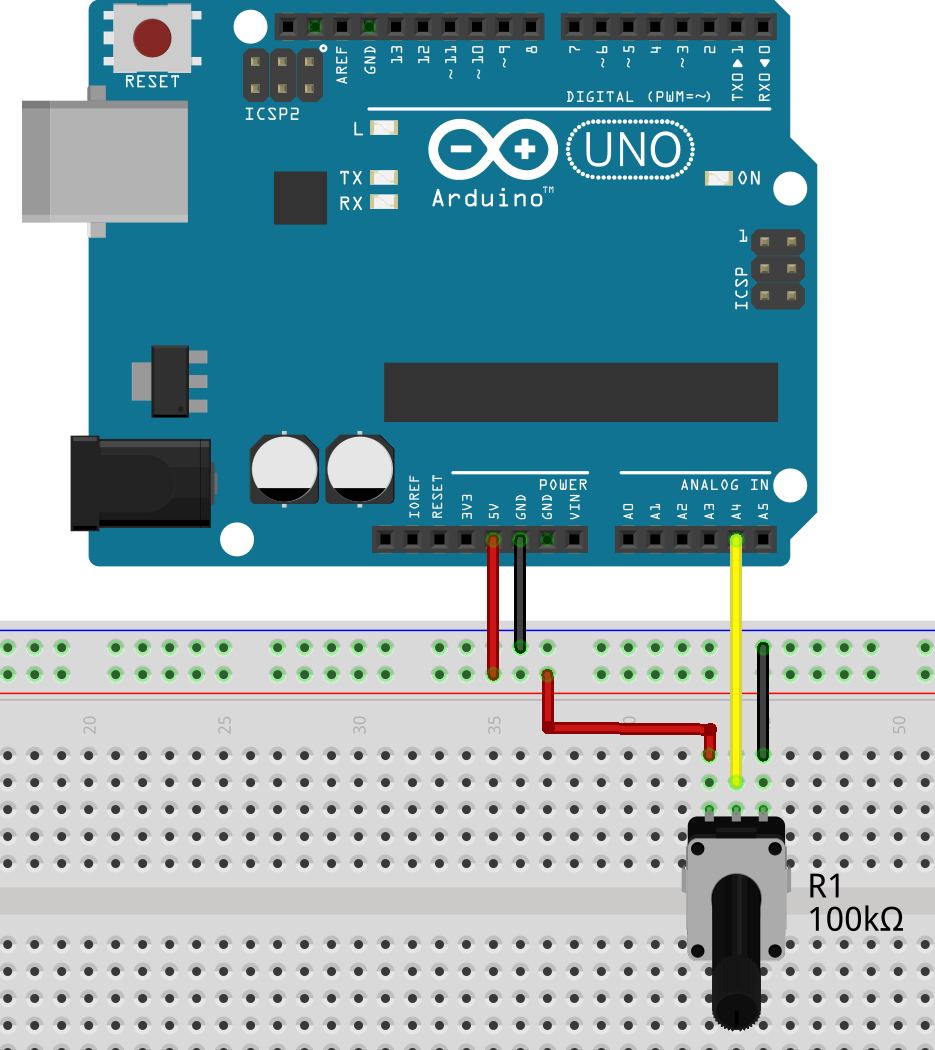 RESET
ICSP2
AREF
GND
13
12
~11
~10
~9
8
7
~6
~5
4
~3
2
TX0▶1
RX0◀0
DIGITAL (PWM=~)
L
TX
RX
UNO
Arduino™
ON
1
ICSP
IOREF
RESET
3V3
5V
GND
GND
VIN
POWER
ANALOG IN
A0
A1
A2
A3
A4
A5
20
25
30
35
50
R1
100kΩ